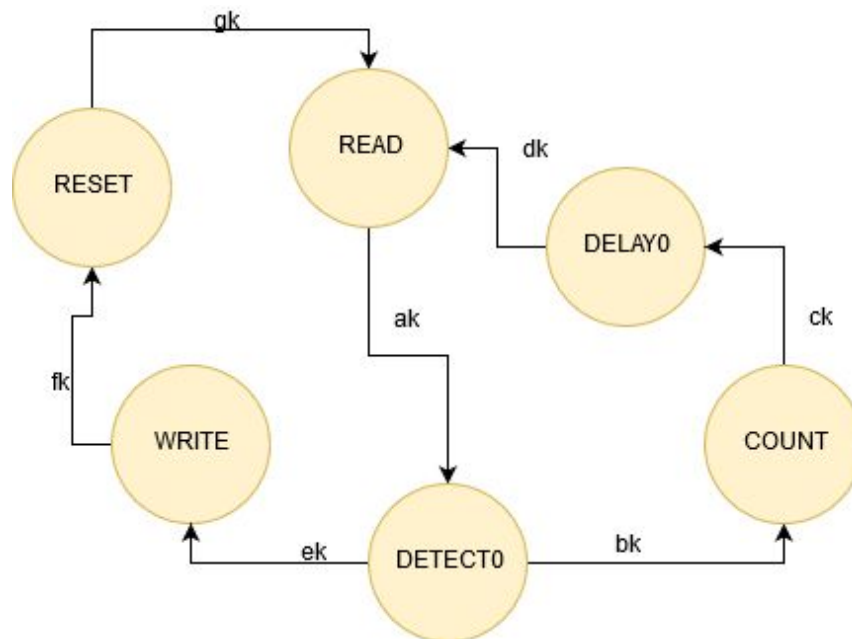 gk
READ
RESET
dk
DELAY0
ak
ck
fk
WRITE
COUNT
ek
DETECT0
bk